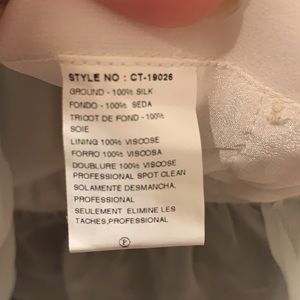 STYLE NO : CT-19026
GROUND - 100% SILK
FONDO - 100% SEDA
TRICOT DE FOND - 100%
SOIE
LINING 100% VISCOSE
FORRO 100% VISCOSA
DOUBLURE 100% VISCOSE
PROFESSIONAL SPOT CLEAN
SOLAMENTE DESMANCHA,
PROFESSIONAL
SEULEMENT ELIMINE LES
TACHES,PROFESSIONAL